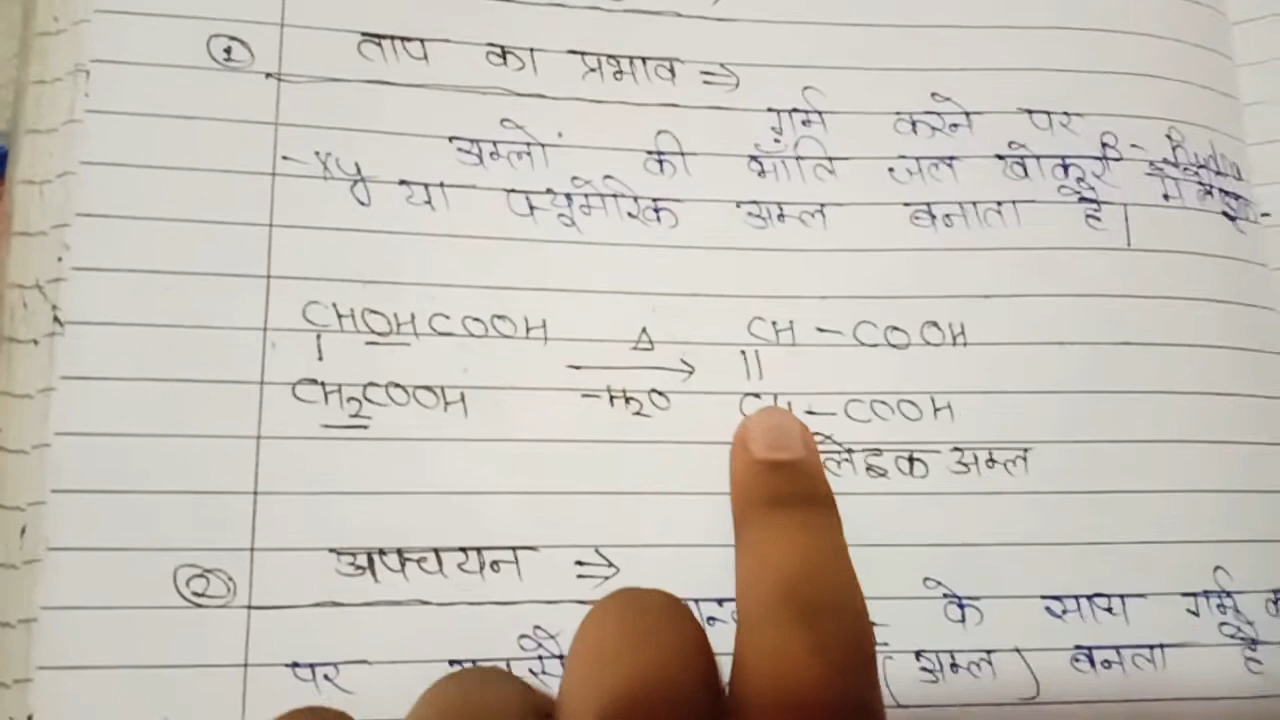 ① ताप का प्रभाव ⇒
गर्म करने पर
अम्लों की भाँति जल खोकर
या फ्यूमेरिक अम्ल बनाता है।
CHOHCOOH Δ CH – COOH
| → ||
CH₂COOH –H₂O CH – COOH
अम्ल
② अपचयन ⇒
के साथ गर्म
पर (अम्ल) बनता है